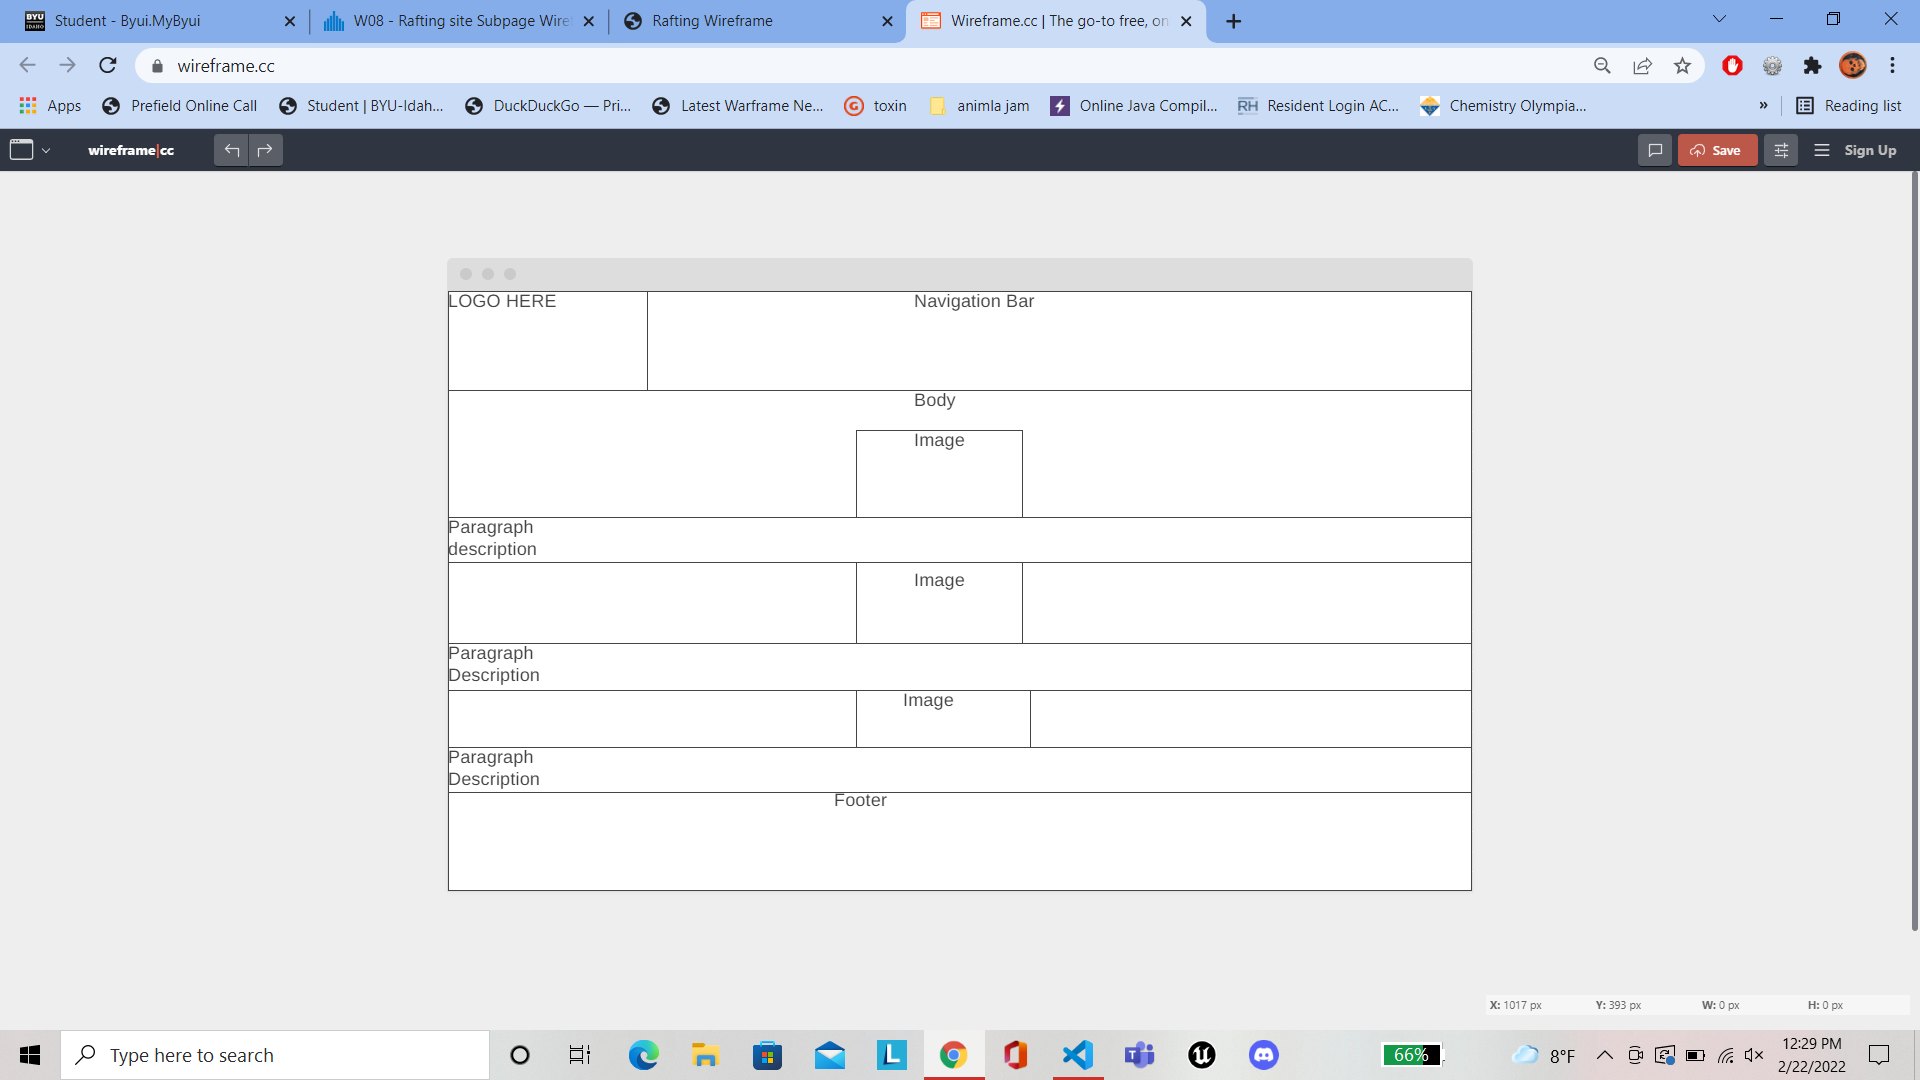 BYU IDAHO Student - Byui.MyByui
W08 - Rafting site Subpage Wire
Rafting Wireframe
Wireframe.cc | The go-to free, on
wireframe.cc
Apps
Prefield Online Call
Student | BYU-Idah...
DuckDuckGo — Pri...
Latest Warframe Ne...
toxin
animla jam
Online Java Compil...
RH Resident Login AC...
Chemistry Olympia...
»
Reading list
wireframe|cc
Save
Sign Up
LOGO HERE
Navigation Bar
Body
Image
Paragraph
description
Image
Paragraph
Description
Image
Paragraph
Description
Footer
X: 1017 px Y: 393 px W: 0 px H: 0 px
Type here to search
66%
8°F
12:29 PM
2/22/2022